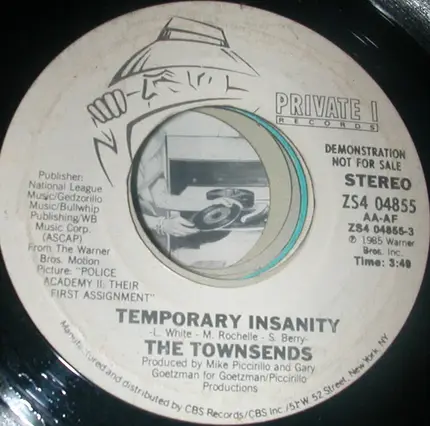 PRIVATE I
RECORDS
DEMONSTRATION
NOT FOR SALE
STEREO
ZS4 04855
AA-AF
ZS4 04855-3
℗ 1985 Warner
Bros. Inc.
Time: 3:49
Publisher:
National League
Music/Gedzorillo
Music/Bullwhip
Publishing/WB
Music Corp.
(ASCAP)
From The Warner
Bros. Motion
Picture: "POLICE
ACADEMY II: THEIR
FIRST ASSIGNMENT"
TEMPORARY INSANITY
-L. White - M. Rochelle - S. Berry-
THE TOWNSENDS
Produced by Mike Piccirillo and Gary
Goetzman for Goetzman/Piccirillo
Productions
Manufactured and distributed by CBS Records/CBS Inc./51 W 52 Street, New York, NY